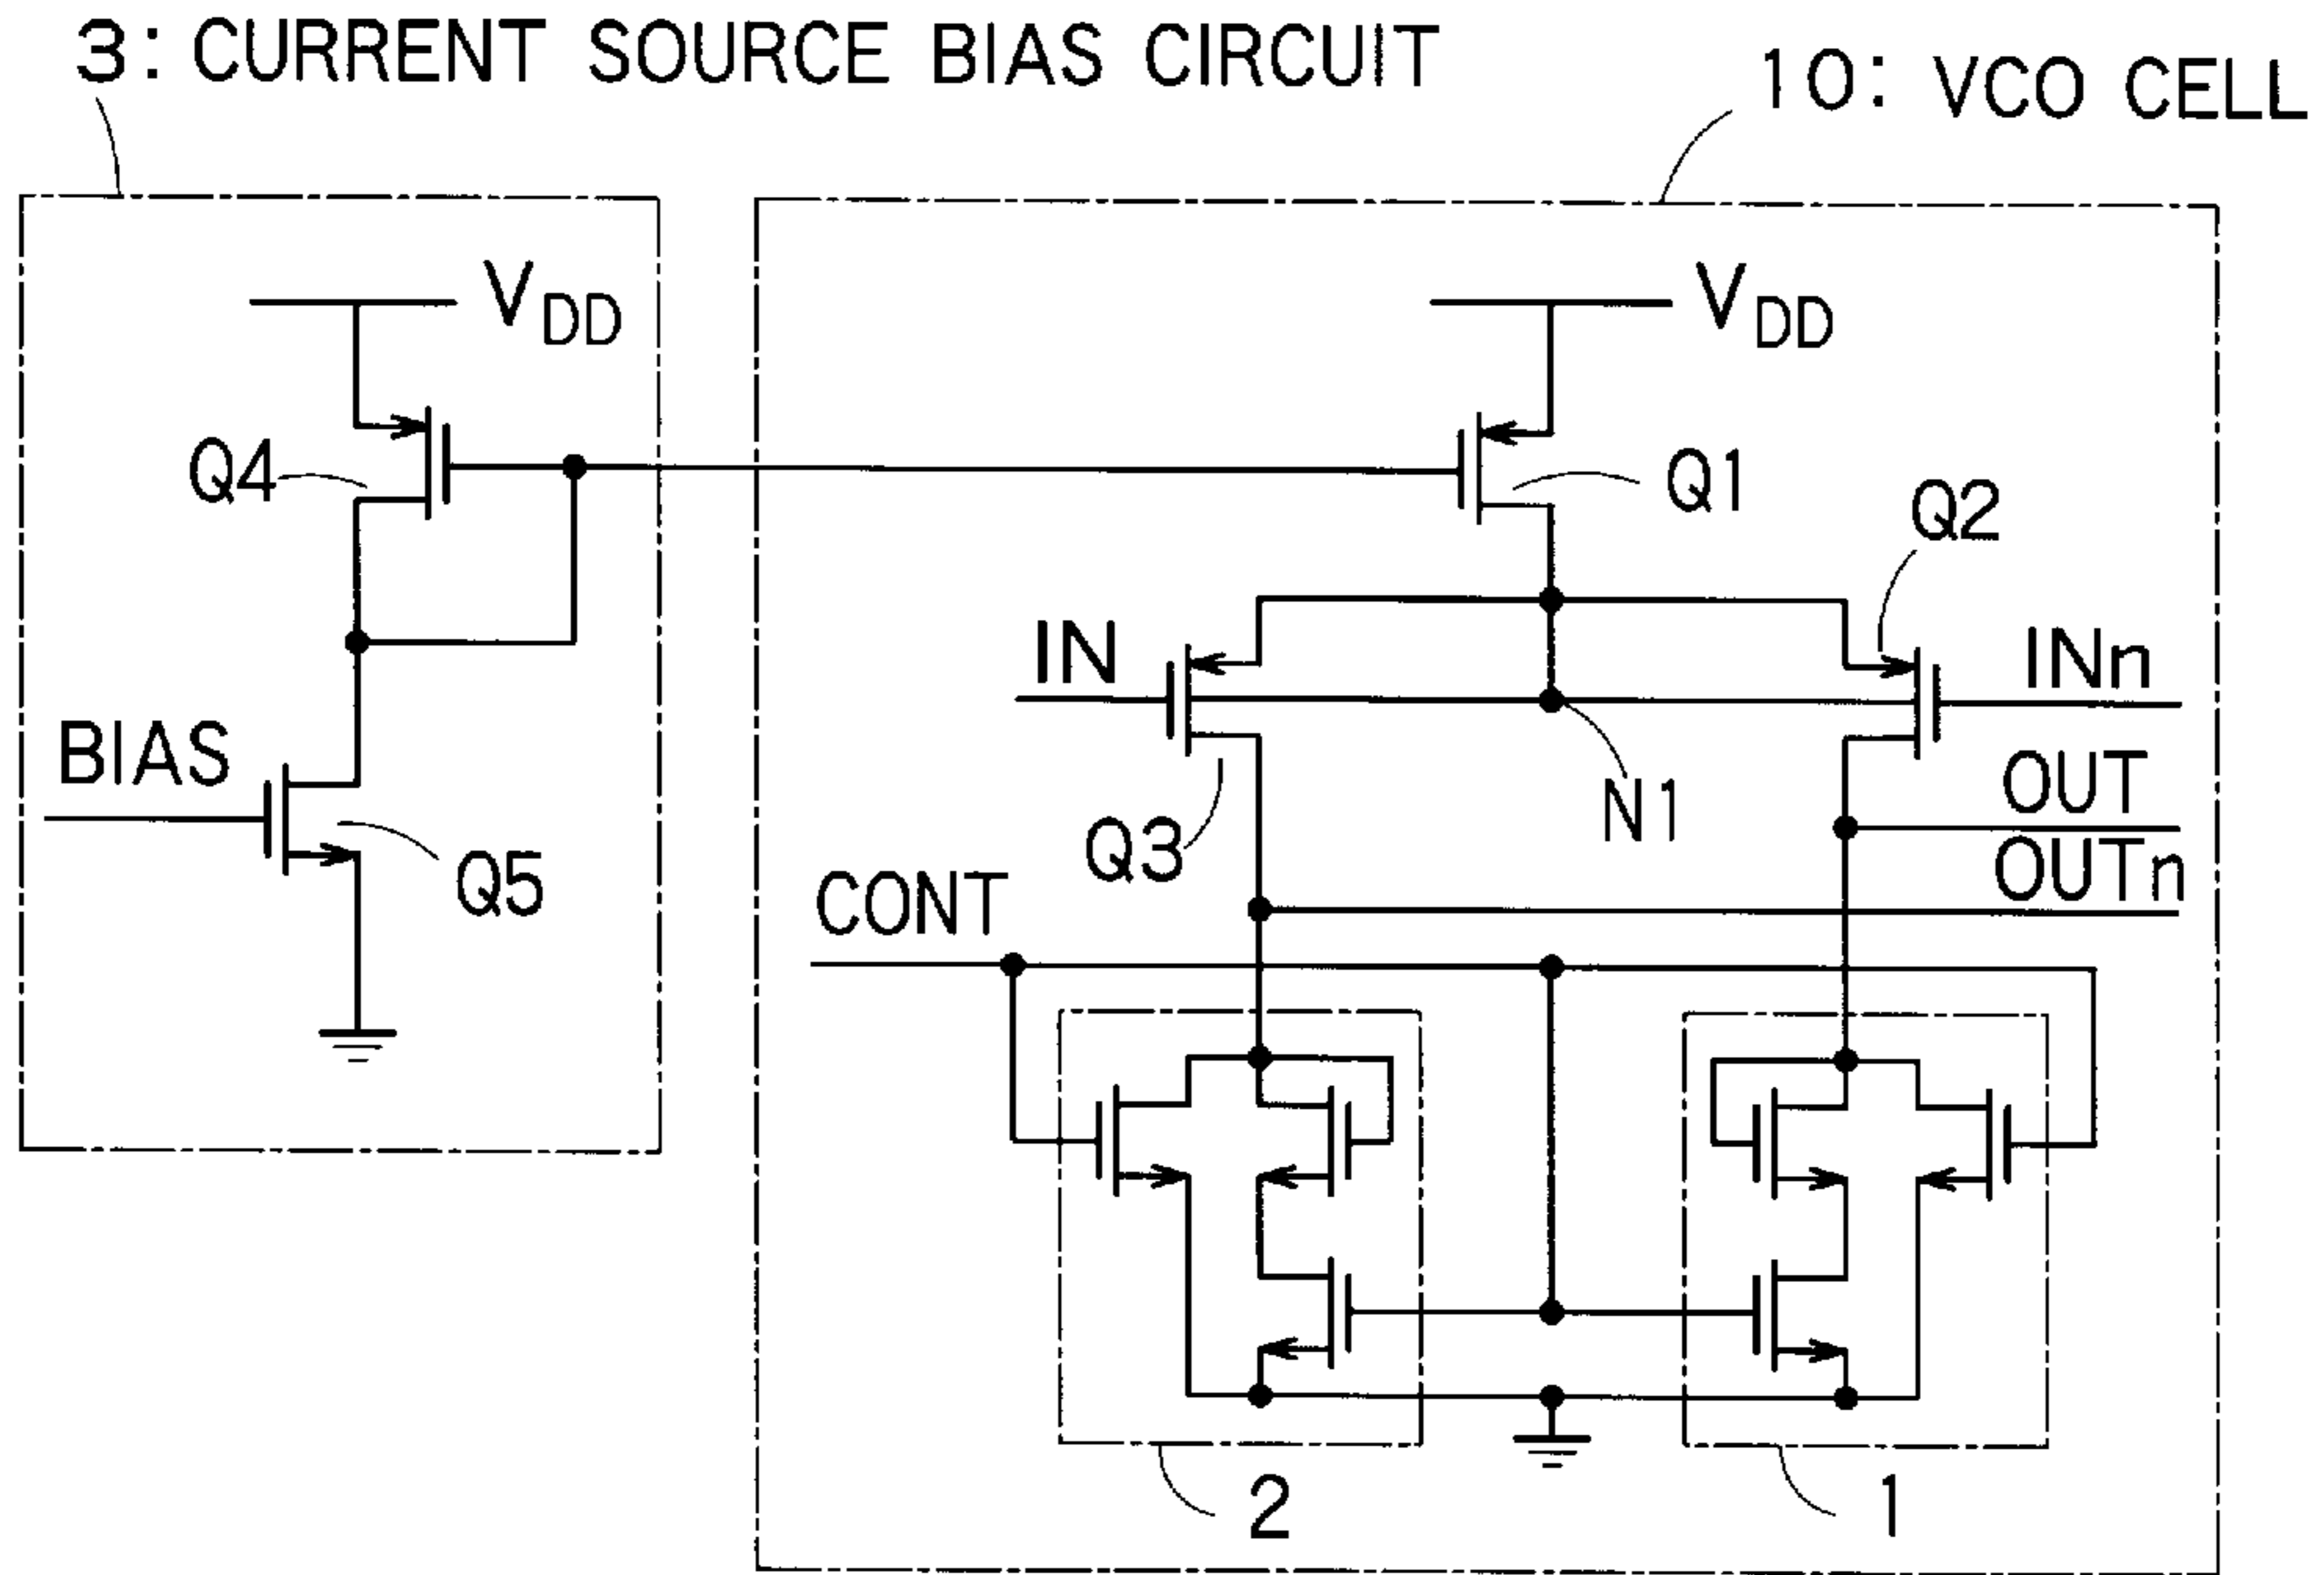 3: CURRENT SOURCE BIAS CIRCUIT
10: VCO CELL
VDD
VDD
Q4
Q1
Q2
IN
INn
BIAS
OUT
N1
Q3
OUTn
Q5
CONT
2
1